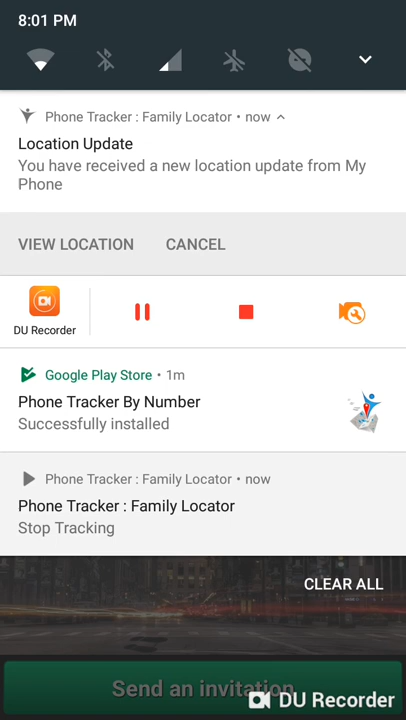 8:01 PM
Phone Tracker : Family Locator • now
Location Update
You have received a new location update from My
Phone
VIEW LOCATION CANCEL
DU Recorder
Google Play Store • 1m
Phone Tracker By Number
Successfully installed
Phone Tracker : Family Locator • now
Phone Tracker : Family Locator
Stop Tracking
CLEAR ALL
Send an invitation
DU Recorder